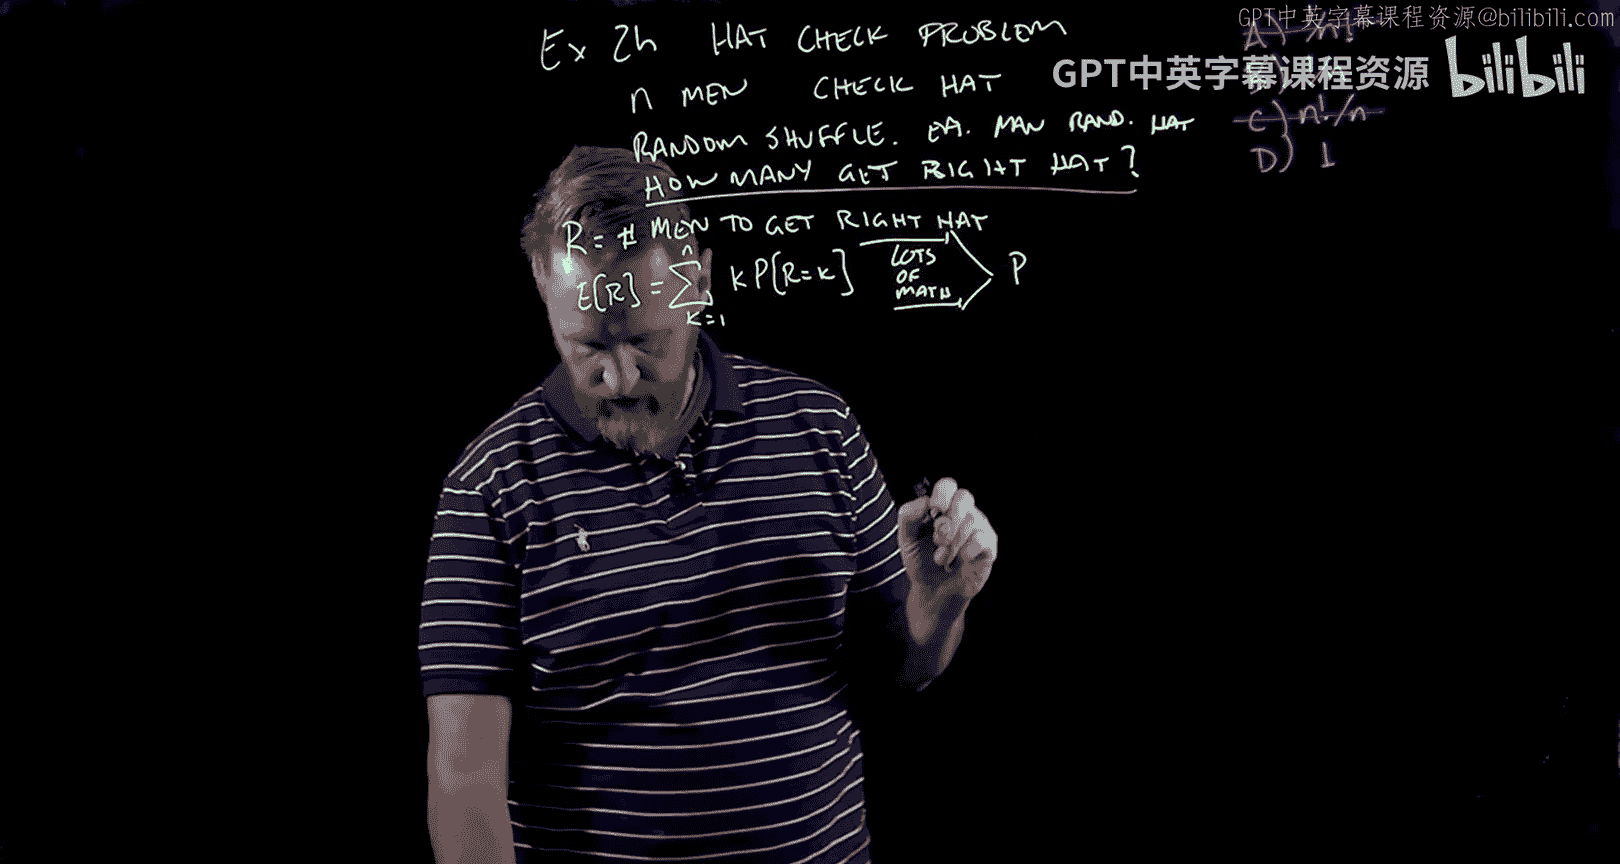 GPT中英字幕课程资源@bilibili.com
GPT中英字幕课程资源 bilibili
Ex 2h HAT CHECK PROBLEM
n MEN CHECK HAT
RANDOM SHUFFLE. EA. MAN RAND. HAT
HOW MANY GET RIGHT HAT?
A) n!
C) n!/n
D) 1
R = # MEN TO GET RIGHT HAT
E[R] = n∑k=1 k P[R=k] LOTS OF MATH P